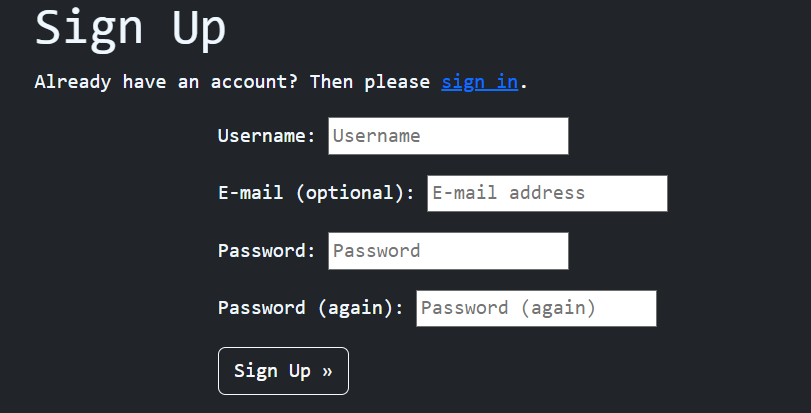 Sign Up
Already have an account? Then please sign in.
Username: Username
E-mail (optional): E-mail address
Password: Password
Password (again): Password (again)
Sign Up »